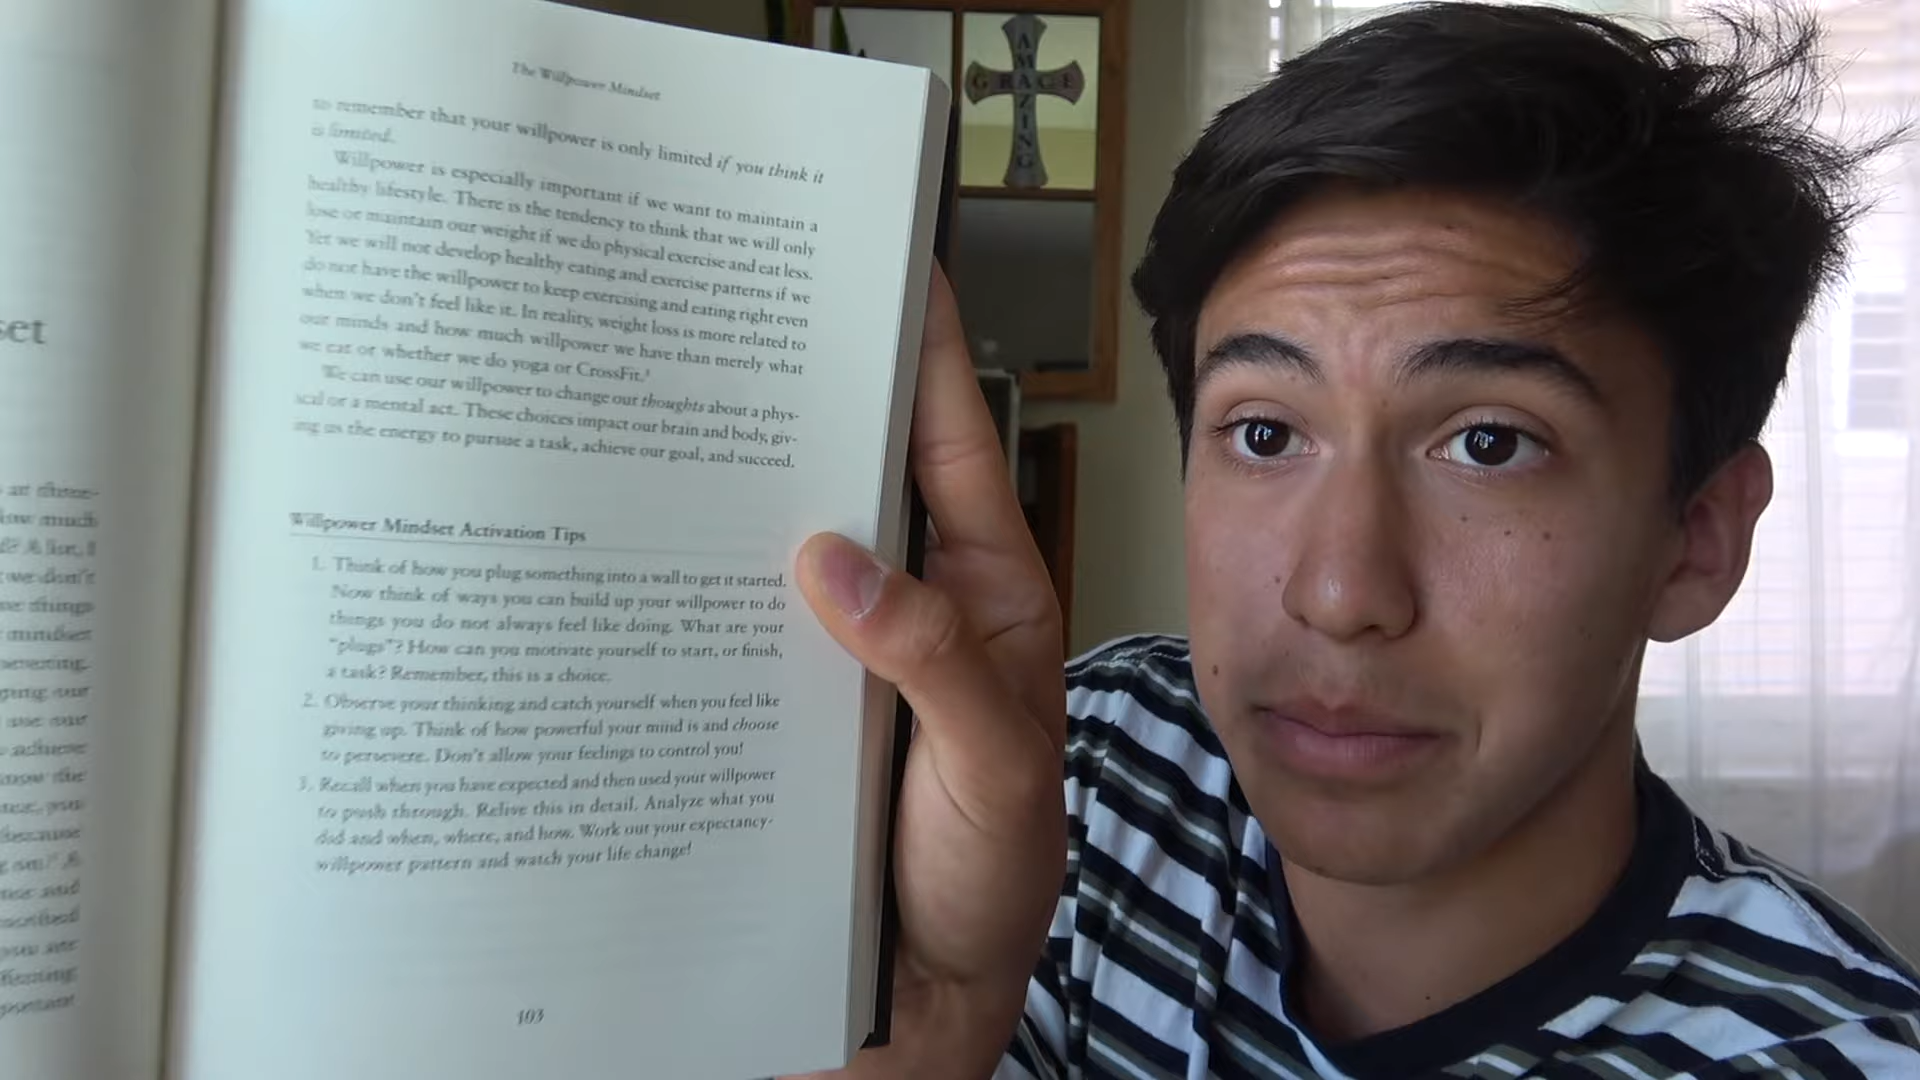 set
The Willpower Mindset
to remember that your willpower is only limited if you think it
is limited.
Willpower is especially important if we want to maintain a
healthy lifestyle. There is the tendency to think that we will only
lose or maintain our weight if we do physical exercise and eat less.
Yet we will not develop healthy eating and exercise patterns if we
do not have the willpower to keep exercising and eating right even
when we don't feel like it. In reality, weight loss is more related to
our minds and how much willpower we have than merely what
we eat or whether we do yoga or CrossFit.³
We can use our willpower to change our thoughts about a phys-
ical or a mental act. These choices impact our brain and body, giv-
ing us the energy to pursue a task, achieve our goal, and succeed.
Willpower Mindset Activation Tips
1. Think of how you plug something into a wall to get it started.
Now think of ways you can build up your willpower to do
things you do not always feel like doing. What are your
"plugs"? How can you motivate yourself to start, or finish,
a task? Remember, this is a choice.
2. Observe your thinking and catch yourself when you feel like
giving up. Think of how powerful your mind is and choose
to persevere. Don't allow your feelings to control you!
3. Recall when you have expected and then used your willpower
to push through. Relive this in detail. Analyze what you
did and when, where, and how. Work out your expectancy-
willpower pattern and watch your life change!
103
AMAZING
GRACE